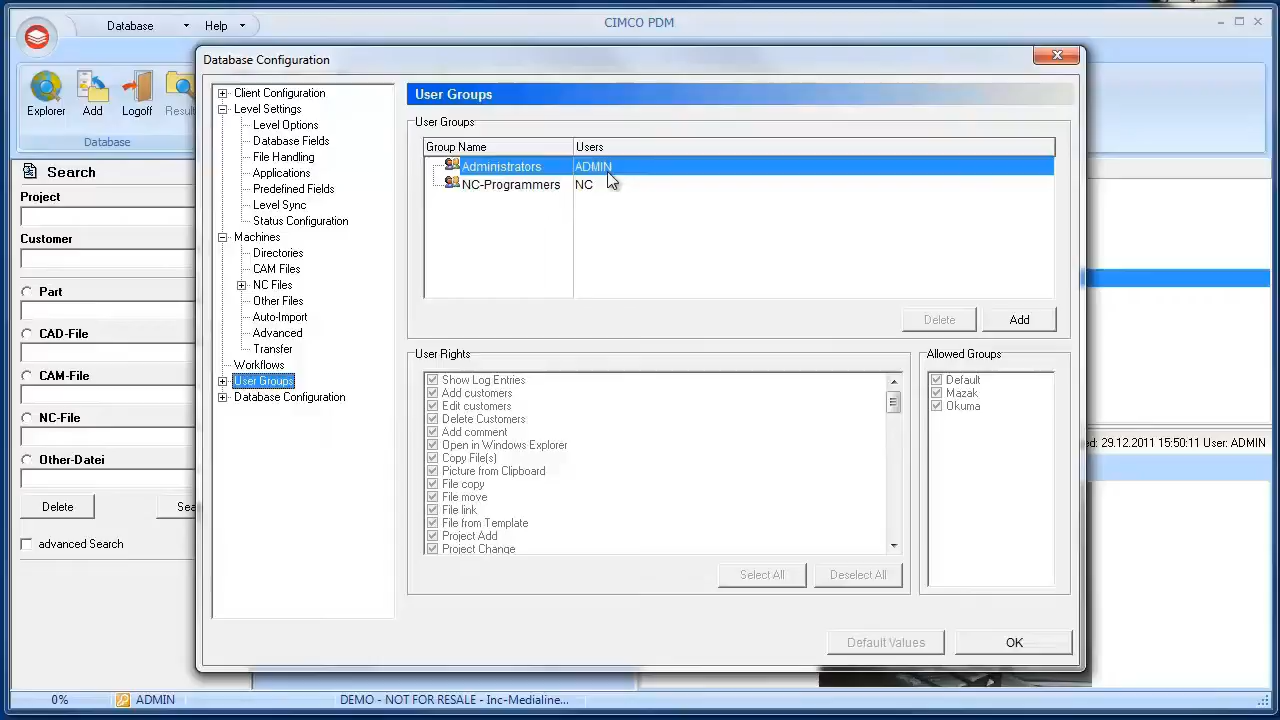 Database
Help
CIMCO PDM
Explorer
Add
Logoff
Database
Search
Project
Customer
Part
CAD-File
CAM-File
NC-File
Other-Datei
Delete
advanced Search
Database Configuration
Client Configuration
Level Settings
Level Options
Database Fields
File Handling
Applications
Predefined Fields
Level Sync
Status Configuration
Machines
Directories
CAM Files
NC Files
Other Files
Auto-Import
Advanced
Transfer
Workflows
User Groups
Database Configuration
User Groups
User Groups
Group Name Users
Administrators ADMIN
NC-Programmers NC
Delete Add
User Rights
Show Log Entries
Add customers
Edit customers
Delete Customers
Add comment
Open in Windows Explorer
Copy File(s)
Picture from Clipboard
File copy
File move
File link
File from Template
Project Add
Project Change
Select All Deselect All
Allowed Groups
Default
Mazak
Okuma
Default Values OK
29.12.2011 15:50:11 User: ADMIN
0% ADMIN DEMO - NOT FOR RESALE - Inc-Medialine...